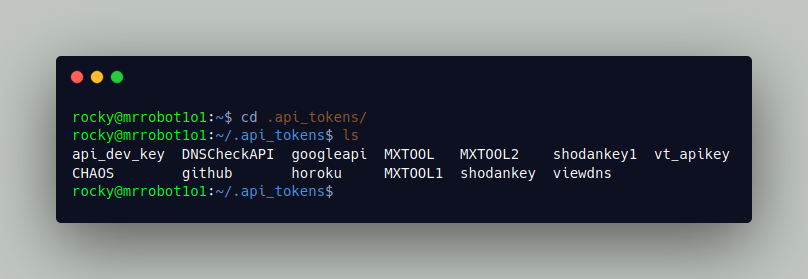 rocky@mrrobot1o1:~$ cd .api_tokens/
rocky@mrrobot1o1:~/.api_tokens$ ls
api_dev_key  DNSCheckAPI  googleapi  MXTOOL   MXTOOL2    shodankey1  vt_apikey
CHAOS        github       horoku     MXTOOL1  shodankey  viewdns
rocky@mrrobot1o1:~/.api_tokens$